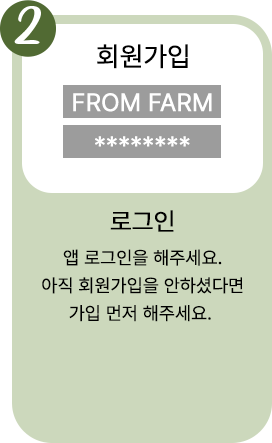 2
회원가입
FROM FARM
********
로그인
앱 로그인을 해주세요.
아직 회원가입을 안하셨다면
가입 먼저 해주세요.